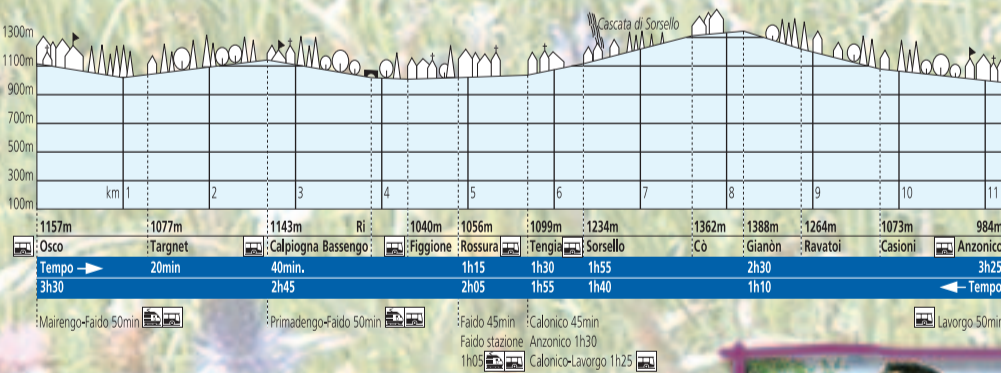 1300m
Cascata di Sorsello
1100m
900m
700m
500m
300m
km 1 2 3 4 5 6 7 8 9 10 11
100m
1157m 1077m 1143m Ri 1040m 1056m 1099m 1234m 1362m 1388m 1264m 1073m 984m
Osco Targnet Calpiogna Bassengo Figgione Rossura Tengia Sorsello Cò Gianòn Ravatoi Casioni Anzonico
Tempo → 20min 40min. 1h15 1h30 1h55 2h30 3h25
3h30 2h45 2h05 1h55 1h40 1h10 ← Tempo
Mairengo-Faido 50min Primadengo-Faido 50min Faido 45min Calonico 45min Lavorgo 50min
Faido stazione Anzonico 1h30
1h05 Calonico-Lavorgo 1h25